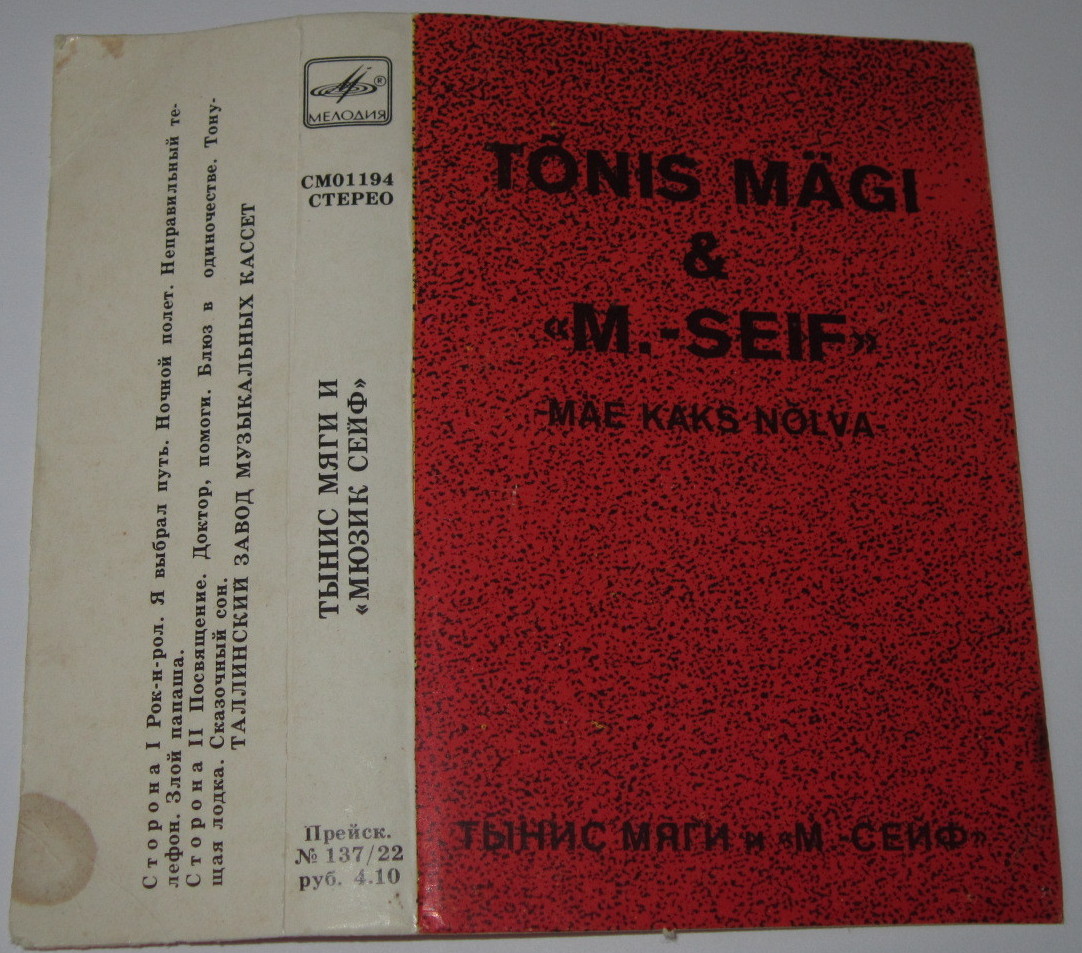 Сторона I Рок-н-рол. Я выбрал путь. Ночной полет. Неправильный те-
лефон. Злой папаша.
Сторона II Посвящение. Доктор, помоги. Блюз в одиночестве. Тону-
щая лодка. Сказочный сон.
ТАЛЛИНСКИЙ ЗАВОД МУЗЫКАЛЬНЫХ КАССЕТ
®
МЕЛОДИЯ
СМ01194
СТЕРЕО
ТЫНИС МЯГИ И
«МЮЗИК СЕЙФ»
Прейск.
№ 137/22
руб. 4.10
TÕNIS MÄGI
&
«M.-SEIF»
-MÄE KAKS NÕLVA-
ТЫНИС МЯГИ и «М.-СЕЙФ»